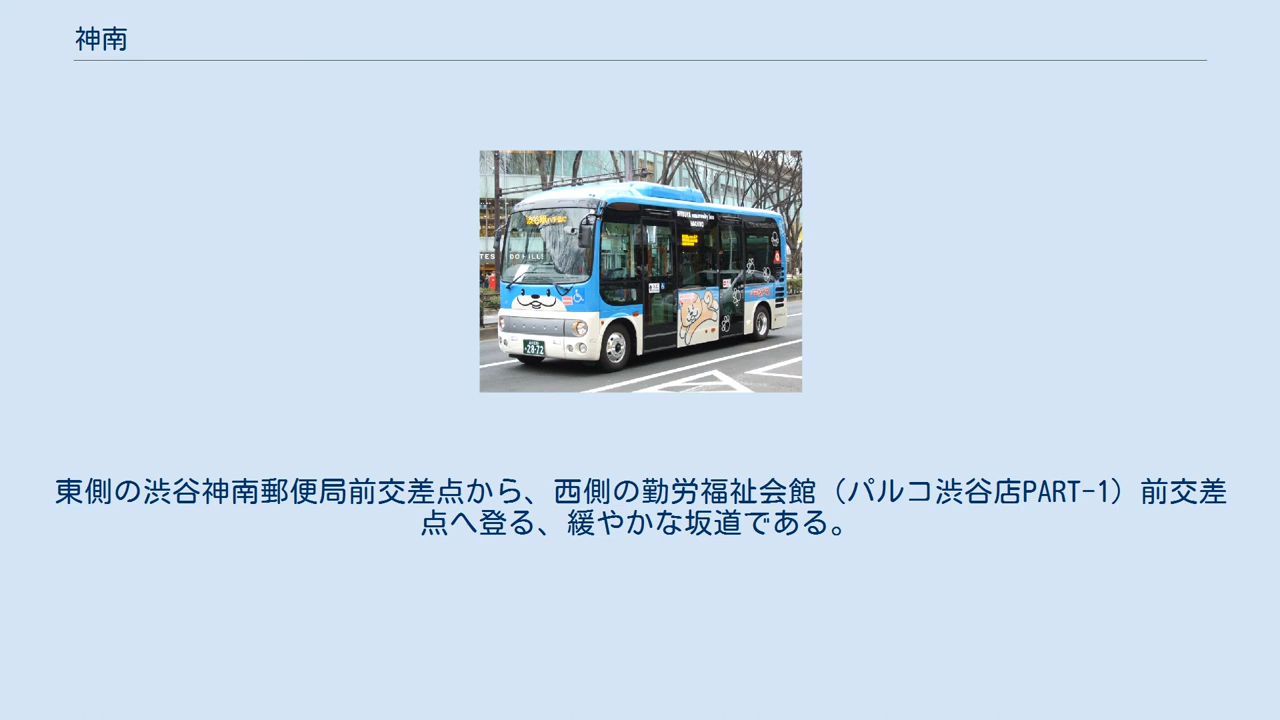 神南
東側の渋谷神南郵便局前交差点から、西側の勤労福祉会館（パルコ渋谷店PART-1）前交差
点へ登る、緩やかな坂道である。
28-72